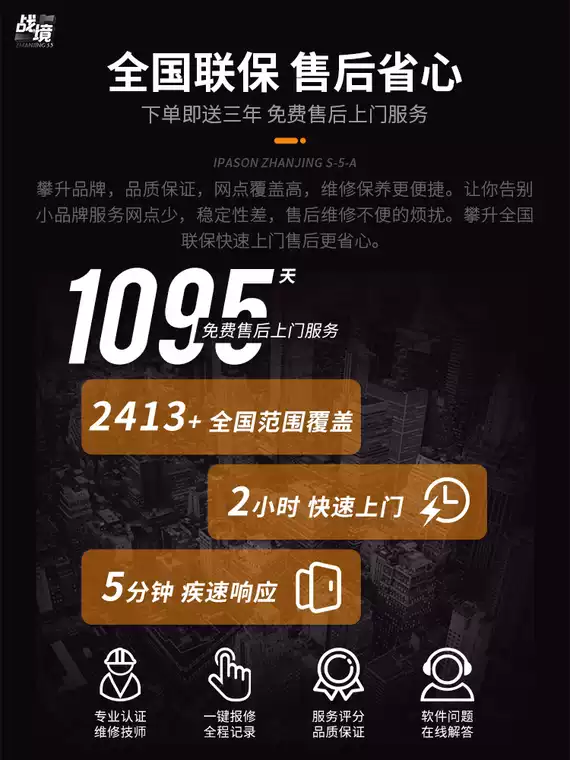 战境
ZHANJING S5
全国联保 售后省心
下单即送三年 免费售后上门服务
IPASON ZHANJING S-5-A
攀升品牌，品质保证，网点覆盖高，维修保养更便捷。让你告别
小品牌服务网点少，稳定性差，售后维修不便的烦扰。攀升全国
联保快速上门售后更省心。
1095天
免费售后上门服务
2413+ 全国范围覆盖
2小时 快速上门
5分钟 疾速响应
专业认证
维修技师
一键报修
全程记录
服务评分
品质保证
软件问题
在线解答